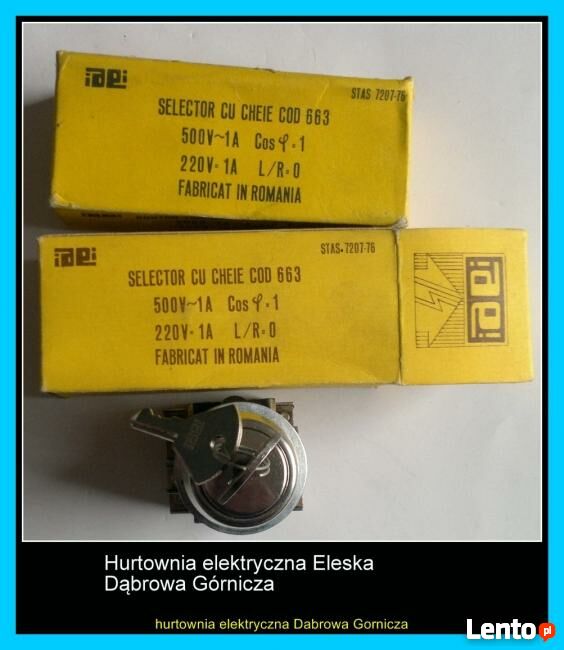 iaei
STAS 7207-76
SELECTOR CU CHEIE COD 663
500V~1A Cos φ=1
220V=1A L/R=0
FABRICAT IN ROMANIA
iaei
STAS 7207-76
SELECTOR CU CHEIE COD 663
500V~1A Cos φ=1
220V=1A L/R=0
FABRICAT IN ROMANIA
iaei
Hurtownia elektryczna Eleska
Dąbrowa Górnicza
hurtownia elektryczna Dabrowa Gornicza
Lento.pl